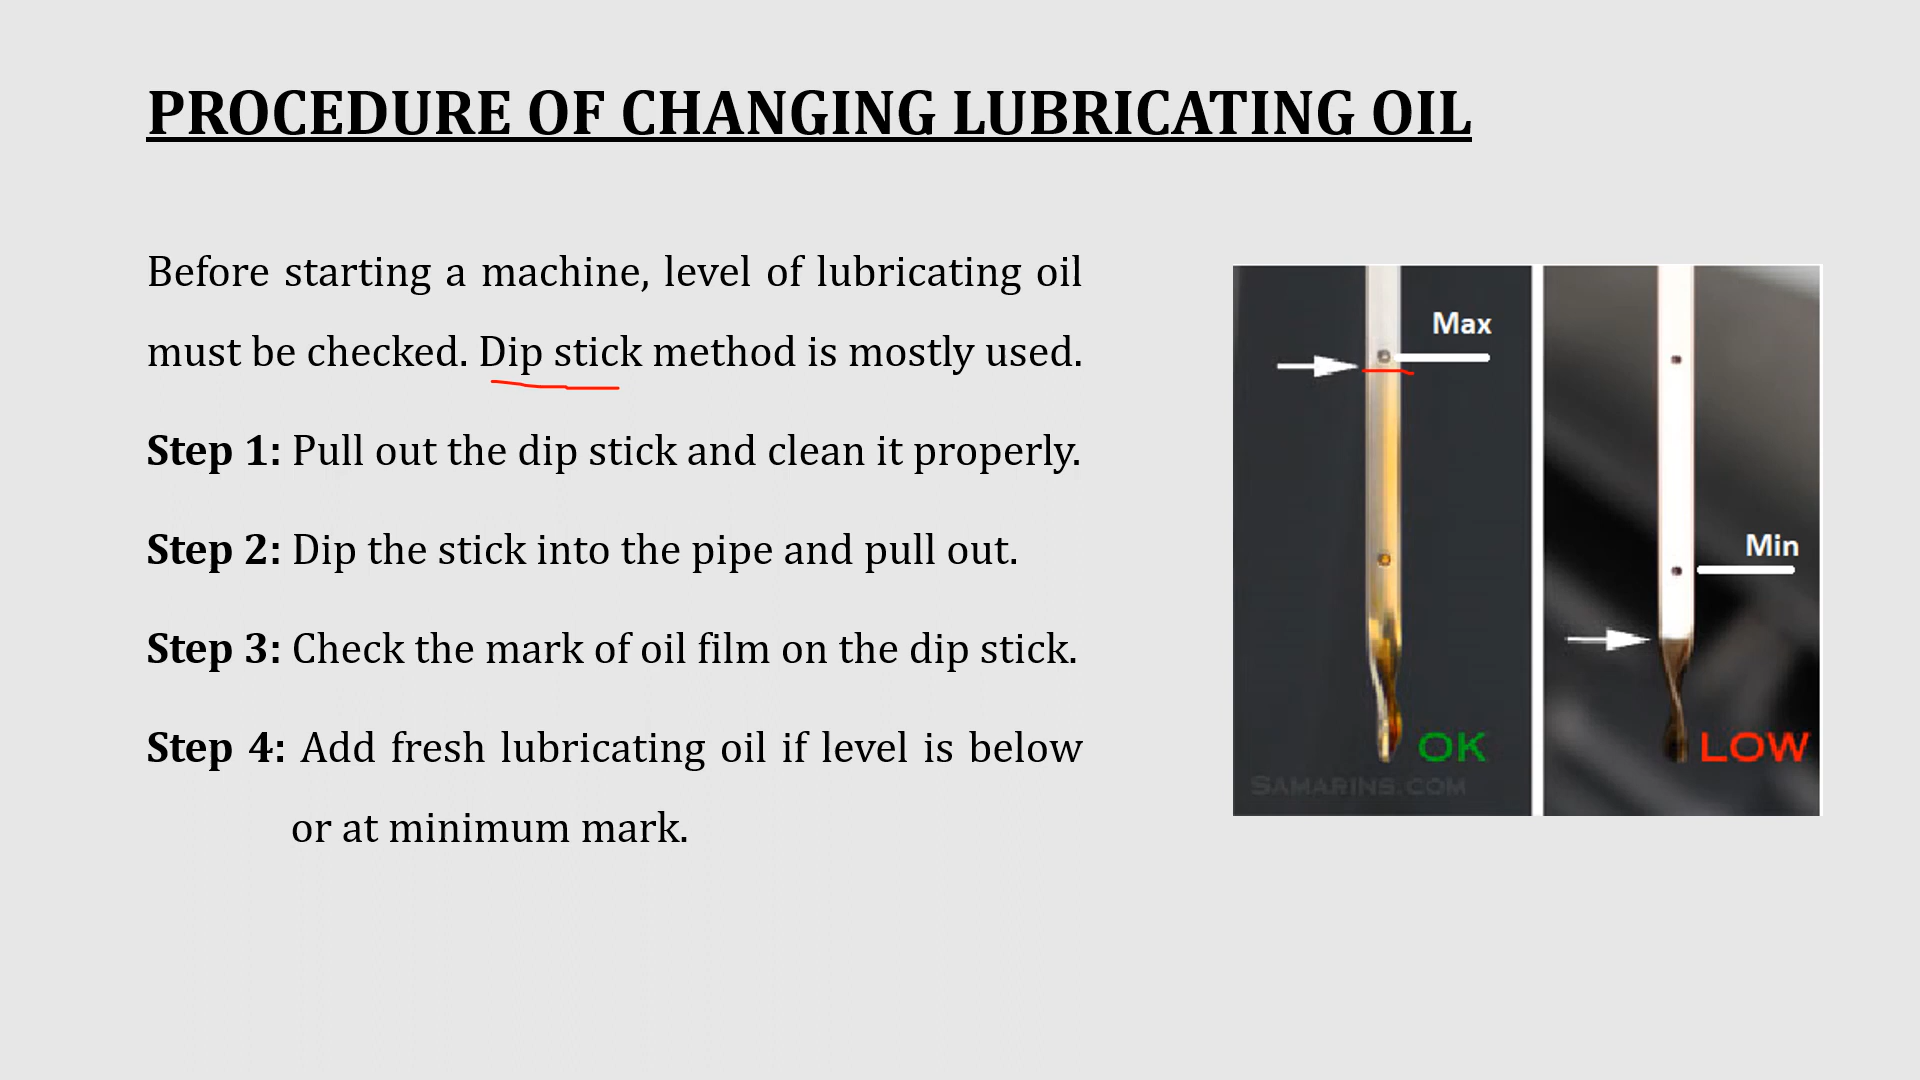 PROCEDURE OF CHANGING LUBRICATING OIL
Before starting a machine, level of lubricating oil
must be checked. Dip stick method is mostly used.
Step 1: Pull out the dip stick and clean it properly.
Step 2: Dip the stick into the pipe and pull out.
Step 3: Check the mark of oil film on the dip stick.
Step 4: Add fresh lubricating oil if level is below
or at minimum mark.
Max
OK
SAMARINS.COM
Min
LOW